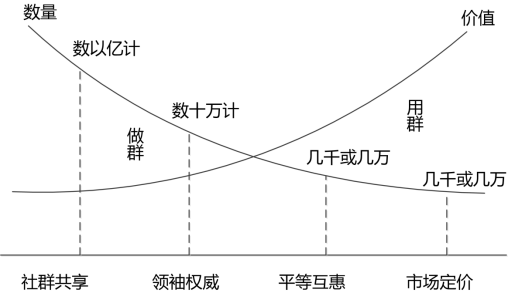 数量
价值
数以亿计
数十万计
用群
做群
几千或几万
几千或几万
社群共享
领袖权威
平等互惠
市场定价